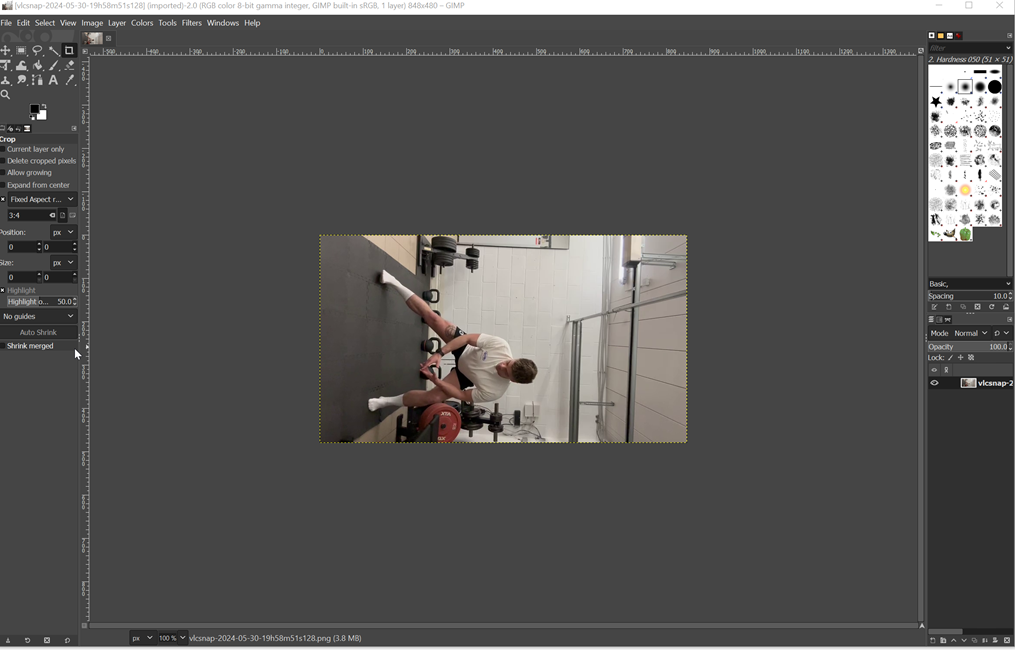 [vlcsnap-2024-05-30-19h58m51s128] (imported)-2.0 (RGB color 8-bit gamma integer, GIMP built-in sRGB, 1 layer) 848x480 – GIMP
File Edit Select View Image Layer Colors Tools Filters Windows Help
filter
2. Hardness 050 (51 × 51)
Crop
Current layer only
Delete cropped pixels
Allow growing
Expand from center
Fixed Aspect r...
3:4
Position: px
0 0
Size: px
0 0
Highlight
Highlight o... 50.0
No guides
Auto Shrink
Shrink merged
Basic,
Spacing 10.0
Mode Normal
Opacity 100.0
Lock:
vlcsnap-2
px 100 % vlcsnap-2024-05-30-19h58m51s128.png (3.8 MB)